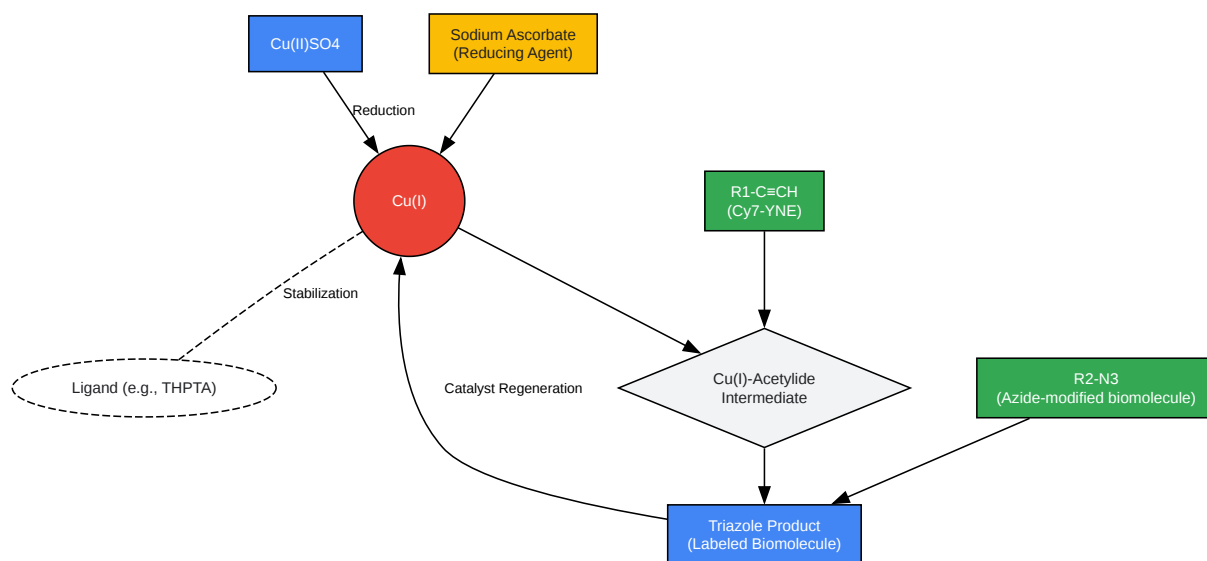 Cu(II)SO4
Sodium Ascorbate
(Reducing Agent)
Reduction
Cu(I)
R1-C≡CH
(Cy7-YNE)
Stabilization
Ligand (e.g., THPTA)
Catalyst Regeneration
Cu(I)-Acetylide
Intermediate
R2-N3
(Azide-modified biomolecule)
Triazole Product
(Labeled Biomolecule)